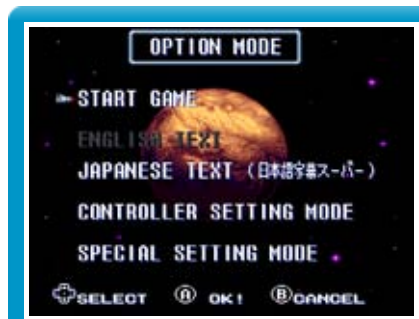 OPTION MODE
START GAME
ENGLISH TEXT
JAPANESE TEXT (日本語字幕スーパー)
CONTROLLER SETTING MODE
SPECIAL SETTING MODE
SELECT Ⓐ OK! Ⓑ CANCEL